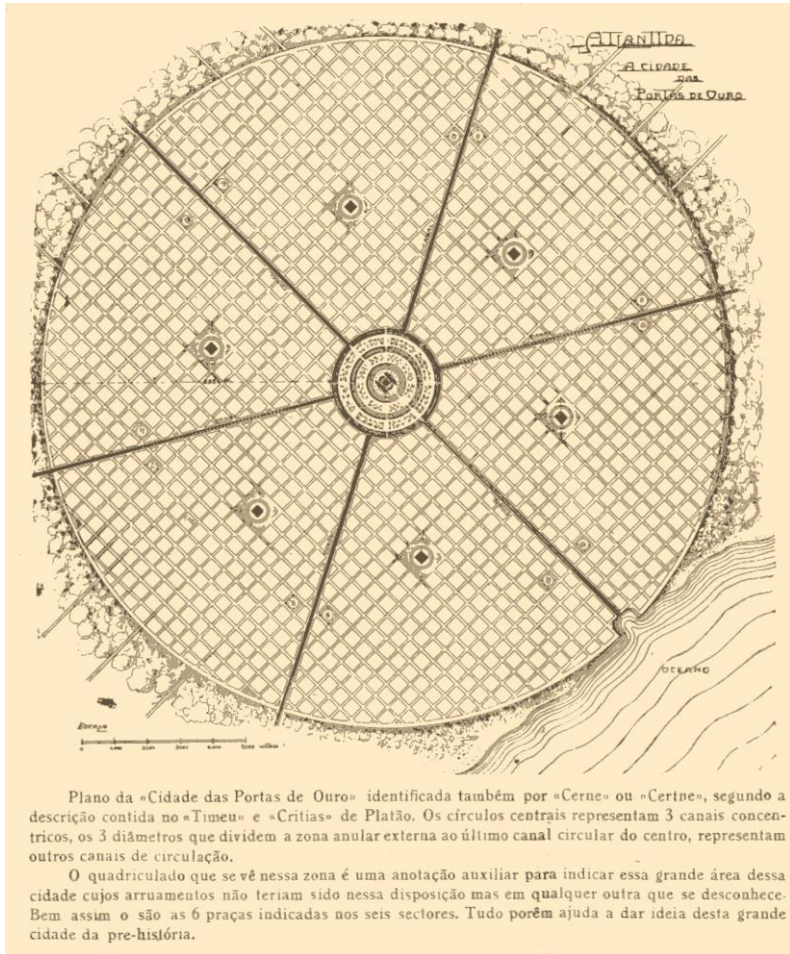 ATLANTIDA
A CIDADE
DAS
PORTAS DE OURO
OCEANO
ESCALA
Plano da «Cidade das Portas de Ouro» identificada também por «Cerne» ou «Certne», segundo a
descrição contida no «Timeu» e «Critias» de Platão. Os círculos centrais representam 3 canais concen-
tricos, os 3 diâmetros que dividem a zona anular externa ao último canal circular do centro, representam
outros canais de circulação.
O quadriculado que se vê nessa zona é uma anotação auxiliar para indicar essa grande área dessa
cidade cujos arruamentos não teriam sido nessa disposição mas em qualquer outra que se desconhece.
Bem assim o são as 6 praças indicadas nos seis sectores. Tudo porêm ajuda a dar ideia desta grande
cidade da pre-história.